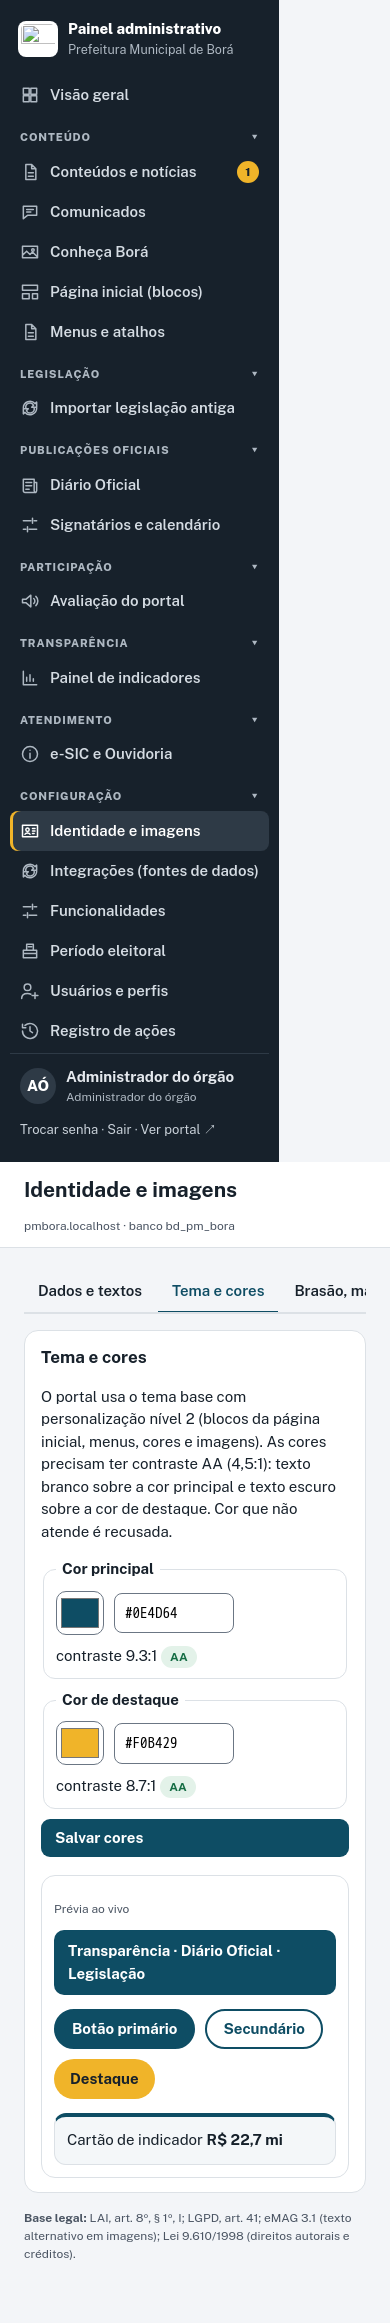 Painel administrativo
Prefeitura Municipal de Borá
Visão geral
CONTEÚDO
Conteúdos e notícias 1
Comunicados
Conheça Borá
Página inicial (blocos)
Menus e atalhos
LEGISLAÇÃO
Importar legislação antiga
PUBLICAÇÕES OFICIAIS
Diário Oficial
Signatários e calendário
PARTICIPAÇÃO
Avaliação do portal
TRANSPARÊNCIA
Painel de indicadores
ATENDIMENTO
e-SIC e Ouvidoria
CONFIGURAÇÃO
Identidade e imagens
Integrações (fontes de dados)
Funcionalidades
Período eleitoral
Usuários e perfis
Registro de ações
AÓ
Administrador do órgão
Administrador do órgão
Trocar senha · Sair · Ver portal ↗
Identidade e imagens
pmbora.localhost · banco bd_pm_bora
Dados e textos Tema e cores Brasão,
Tema e cores
O portal usa o tema base com
personalização nível 2 (blocos da página
inicial, menus, cores e imagens). As cores
precisam ter contraste AA (4,5:1): texto
branco sobre a cor principal e texto escuro
sobre a cor de destaque. Cor que não
atende é recusada.
Cor principal
#0E4D64
contraste 9.3:1 AA
Cor de destaque
#F0B429
contraste 8.7:1 AA
Salvar cores
Prévia ao vivo
Transparência · Diário Oficial ·
Legislação
Botão primário Secundário
Destaque
Cartão de indicador R$ 22,7 mi
Base legal: LAI, art. 8º, § 1º, I; LGPD, art. 41; eMAG 3.1 (texto
alternativo em imagens); Lei 9.610/1998 (direitos autorais e
créditos).